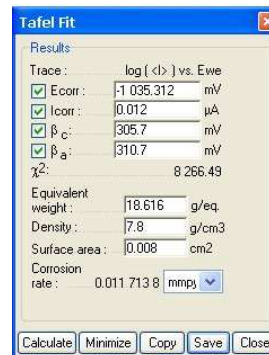 Tafel Fit
Results
Trace : log ( <I> ) vs. Ewe
Ecorr : -1 035.312 mV
Icorr : 0.012 µA
β c: 305.7 mV
β a: 310.7 mV
χ2: 8 266.49
Equivalent
weight : 18.616 g/eq.
Density : 7.8 g/cm3
Surface area : 0.008 cm2
Corrosion
rate : 0.011 713 8 mmpy
Calculate Minimize Copy Save Close